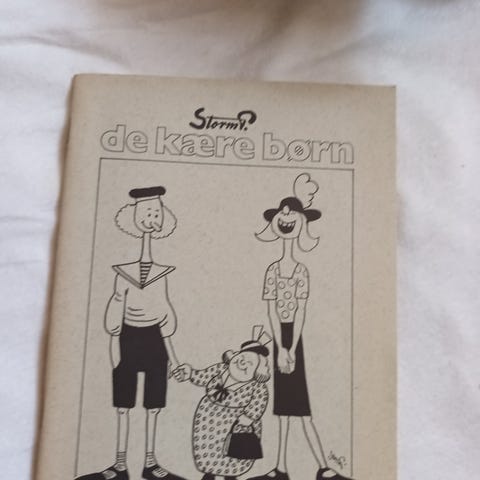 Storm P.
de kære børn